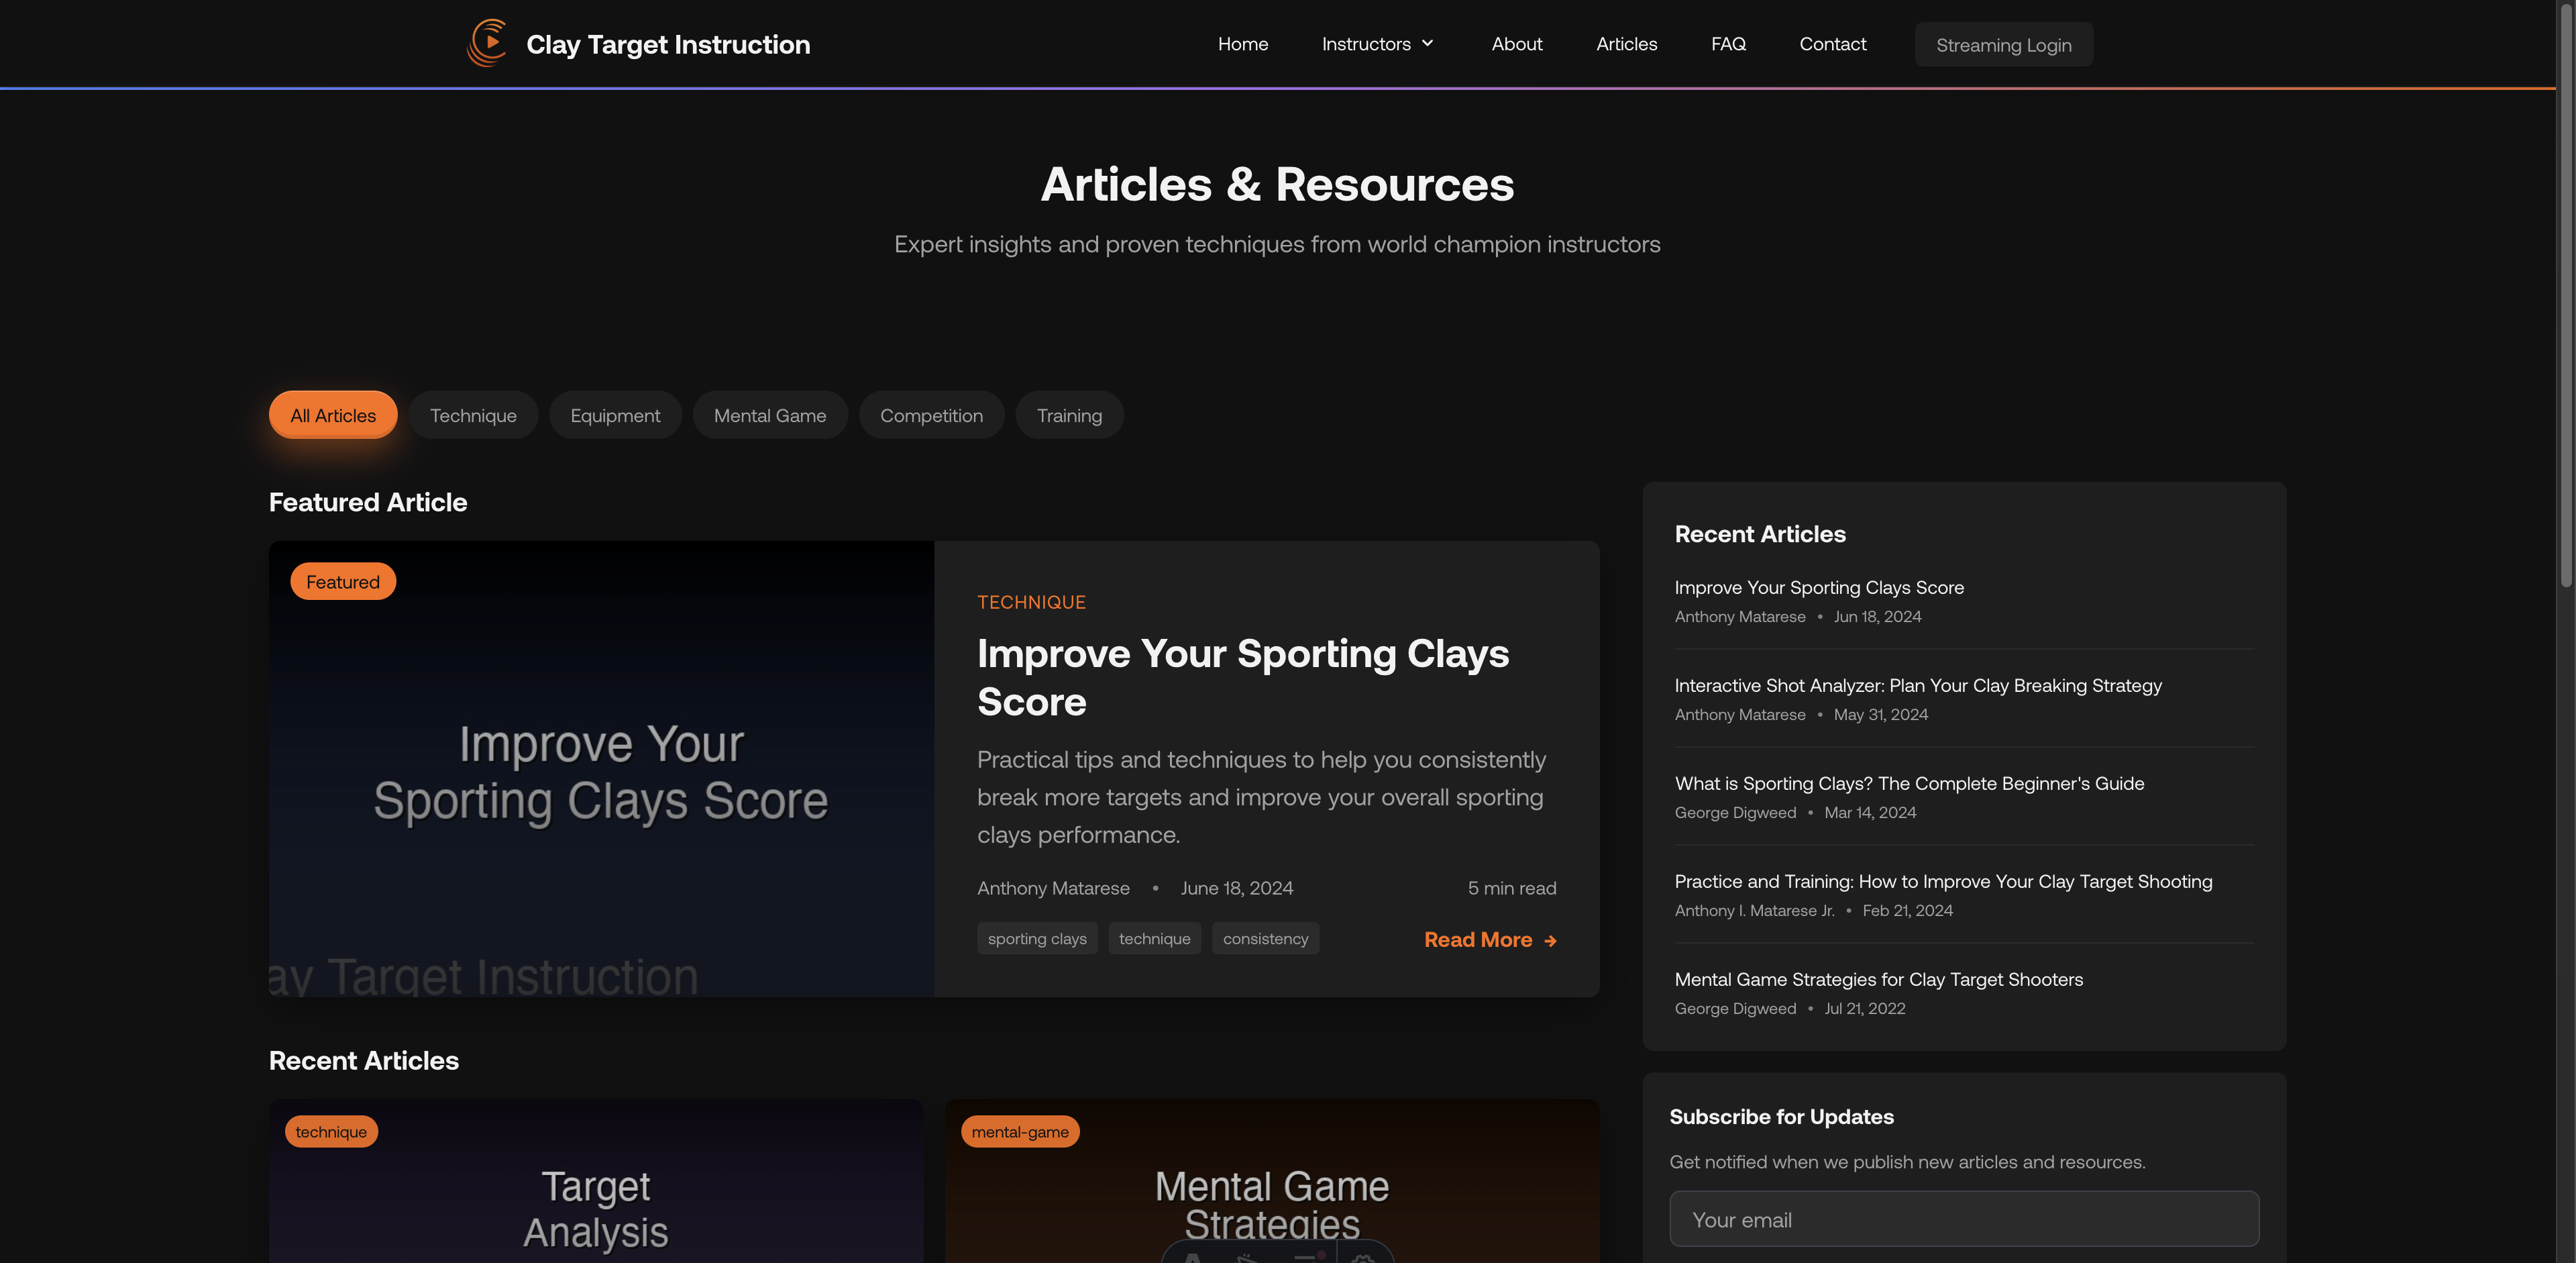 Clay Target Instruction
Home
Instructors
About
Articles
FAQ
Contact
Streaming Login
Articles & Resources
Expert insights and proven techniques from world champion instructors
All Articles
Technique
Equipment
Mental Game
Competition
Training
Featured Article
Featured
Improve Your
Sporting Clays Score
ay Target Instruction
TECHNIQUE
Improve Your Sporting Clays
Score
Practical tips and techniques to help you consistently
break more targets and improve your overall sporting
clays performance.
Anthony Matarese • June 18, 2024
5 min read
sporting clays
technique
consistency
Read More →
Recent Articles
technique
Target
Analysis
mental-game
Mental Game
Strategies
Recent Articles
Improve Your Sporting Clays Score
Anthony Matarese • Jun 18, 2024
Interactive Shot Analyzer: Plan Your Clay Breaking Strategy
Anthony Matarese • May 31, 2024
What is Sporting Clays? The Complete Beginner's Guide
George Digweed • Mar 14, 2024
Practice and Training: How to Improve Your Clay Target Shooting
Anthony I. Matarese Jr. • Feb 21, 2024
Mental Game Strategies for Clay Target Shooters
George Digweed • Jul 21, 2022
Subscribe for Updates
Get notified when we publish new articles and resources.
Your email